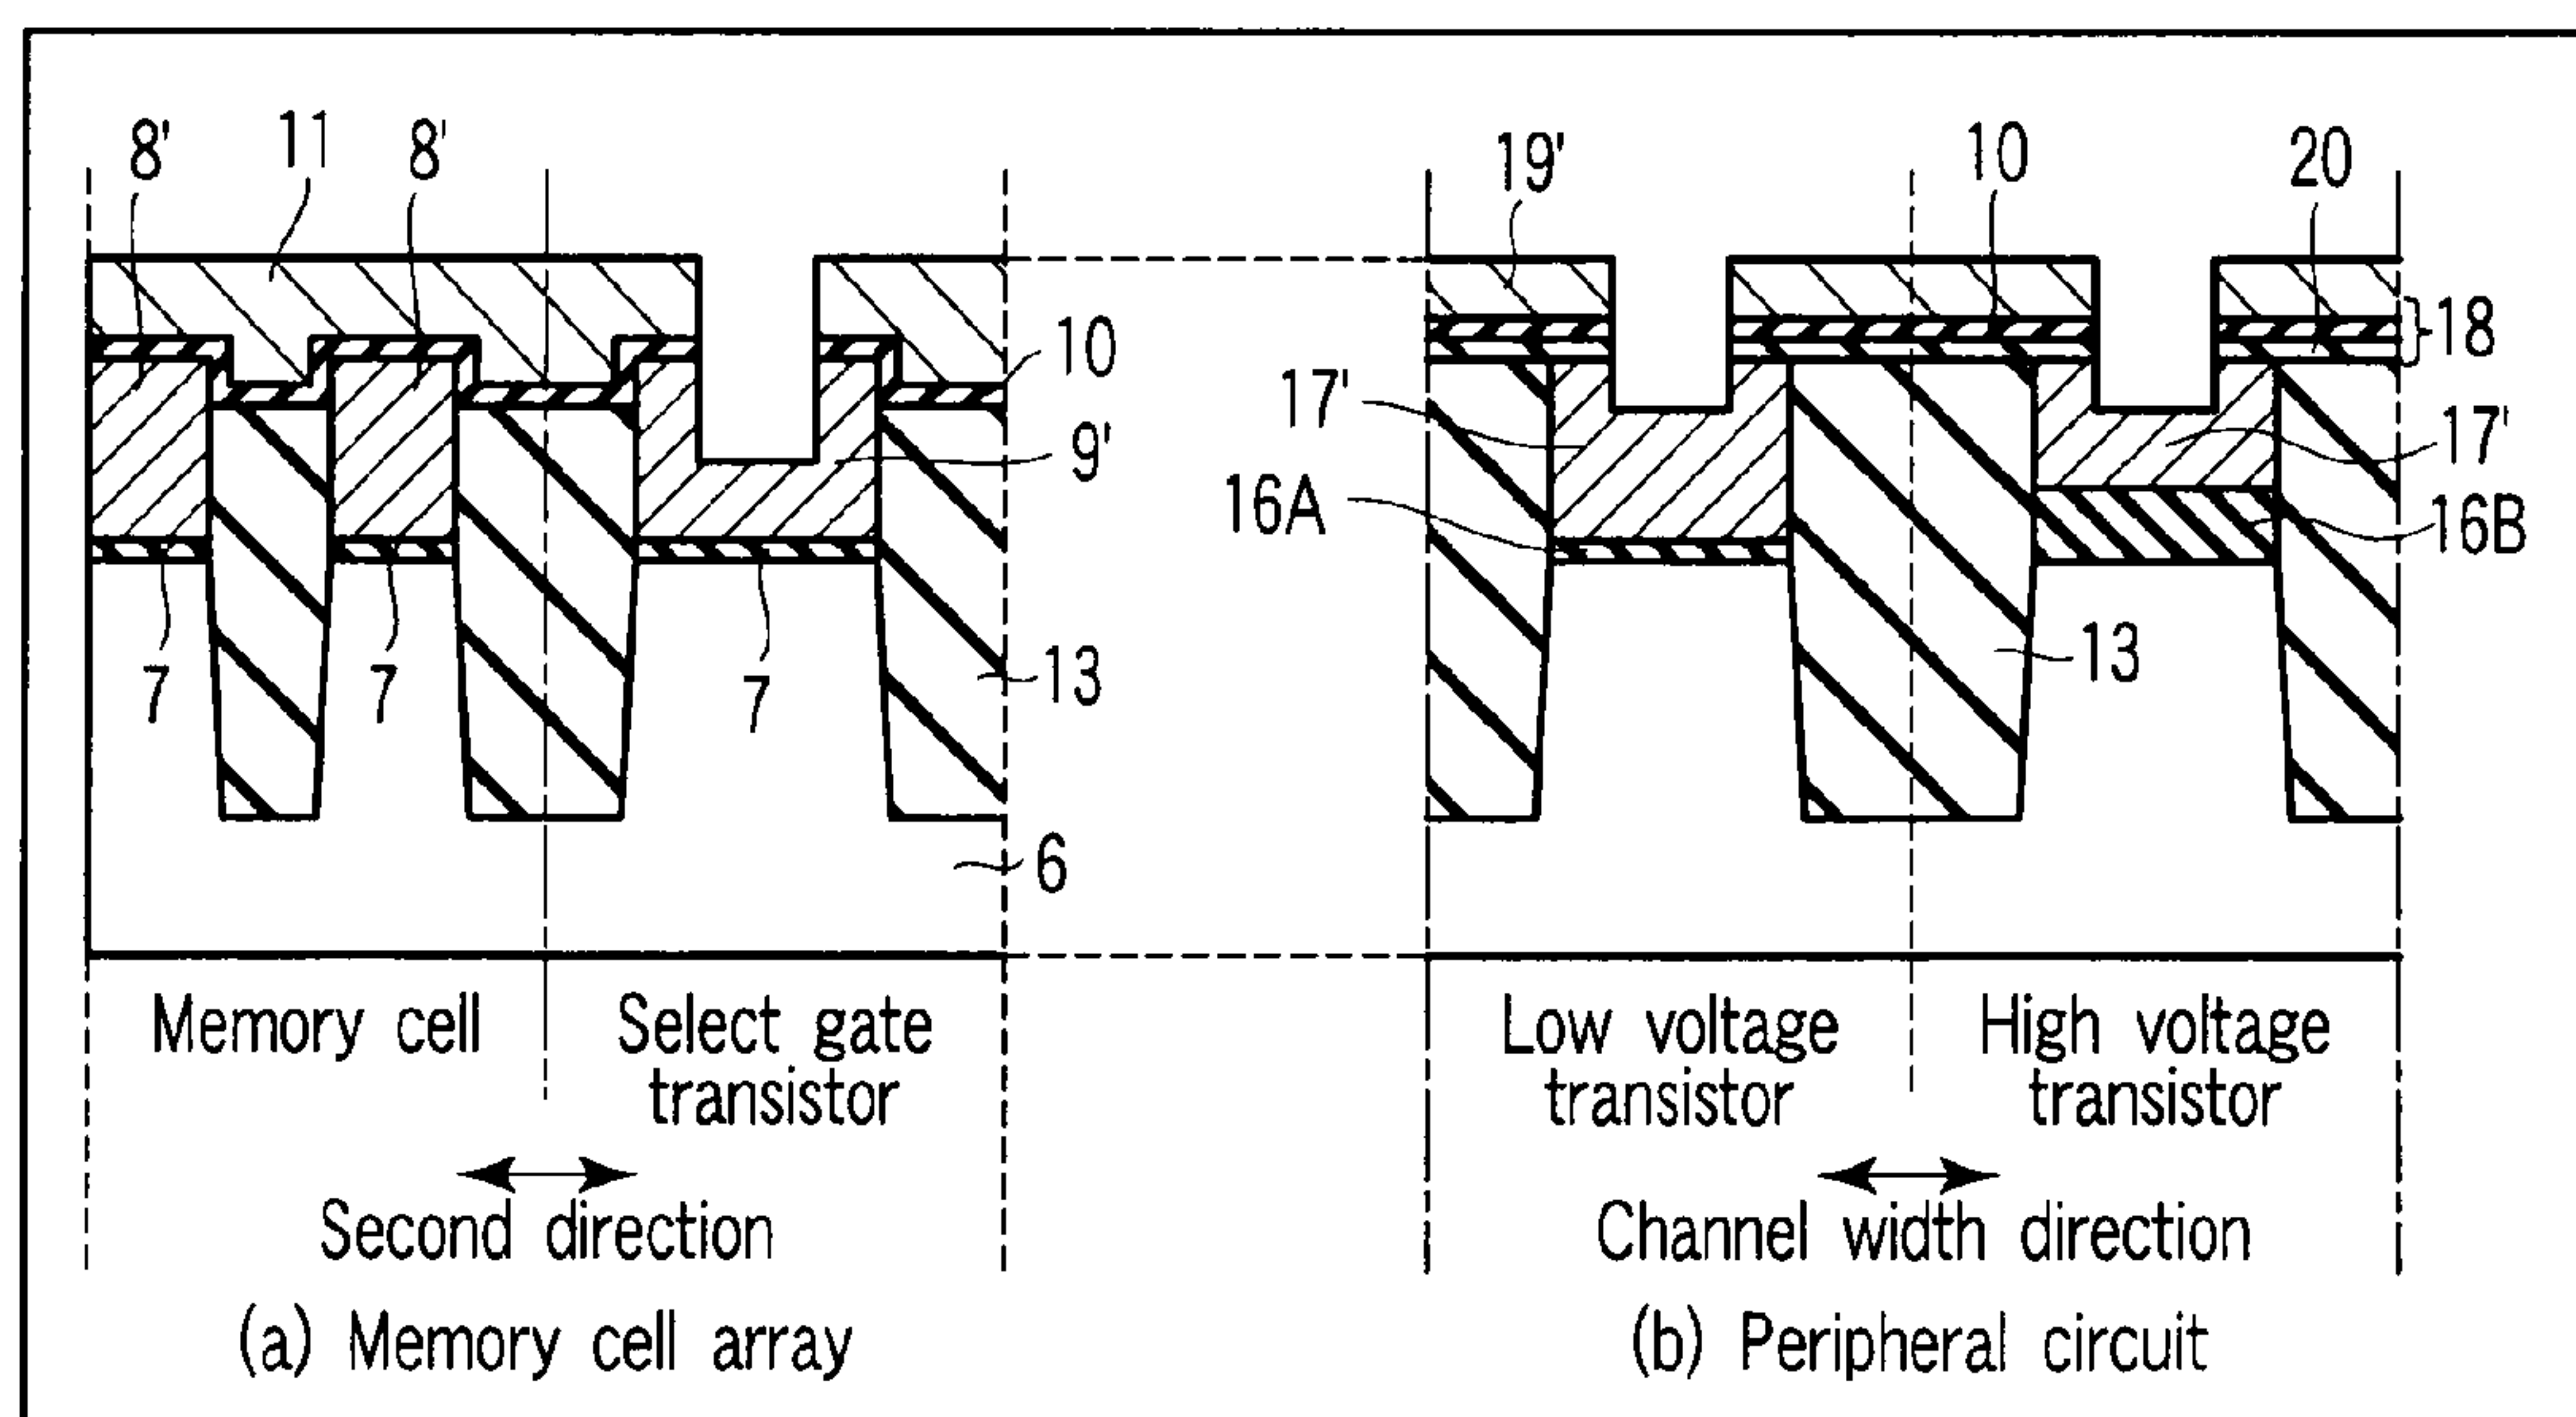 8' 11 8' 19' 10 20
18
10
17'
9'
17'
16A
16B
7 7 7
13
13
6
Memory cell
Select gate
transistor
Low voltage
transistor
High voltage
transistor
Second direction
Channel width direction
(a) Memory cell array
(b) Peripheral circuit